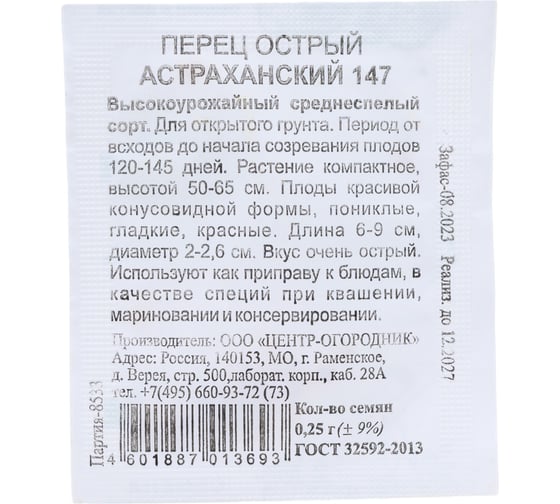 ПЕРЕЦ ОСТРЫЙ
АСТРАХАНСКИЙ 147
Высокоурожайный среднеспелый
сорт. Для открытого грунта. Период от
всходов до начала созревания плодов
120-145 дней. Растение компактное,
высотой 50-65 см. Плоды красивой
конусовидной формы, пониклые,
гладкие, красные. Длина 6-9 см,
диаметр 2-2,6 см. Вкус очень острый.
Используют как приправу к блюдам, в
качестве специй при квашении,
мариновании и консервировании.
Производитель: ООО «ЦЕНТР-ОГОРОДНИК»
Адрес: Россия, 140153, МО, г. Раменское,
д. Верея, стр. 500,лаборат. корп., каб. 28А
тел. +7(495) 660-93-72 (73)
Кол-во семян
0,25 г (± 9%)
ГОСТ 32592-2013
4 601887 013693
Партия-8533
Зафас-08.2023 Реализ. до 12.2027